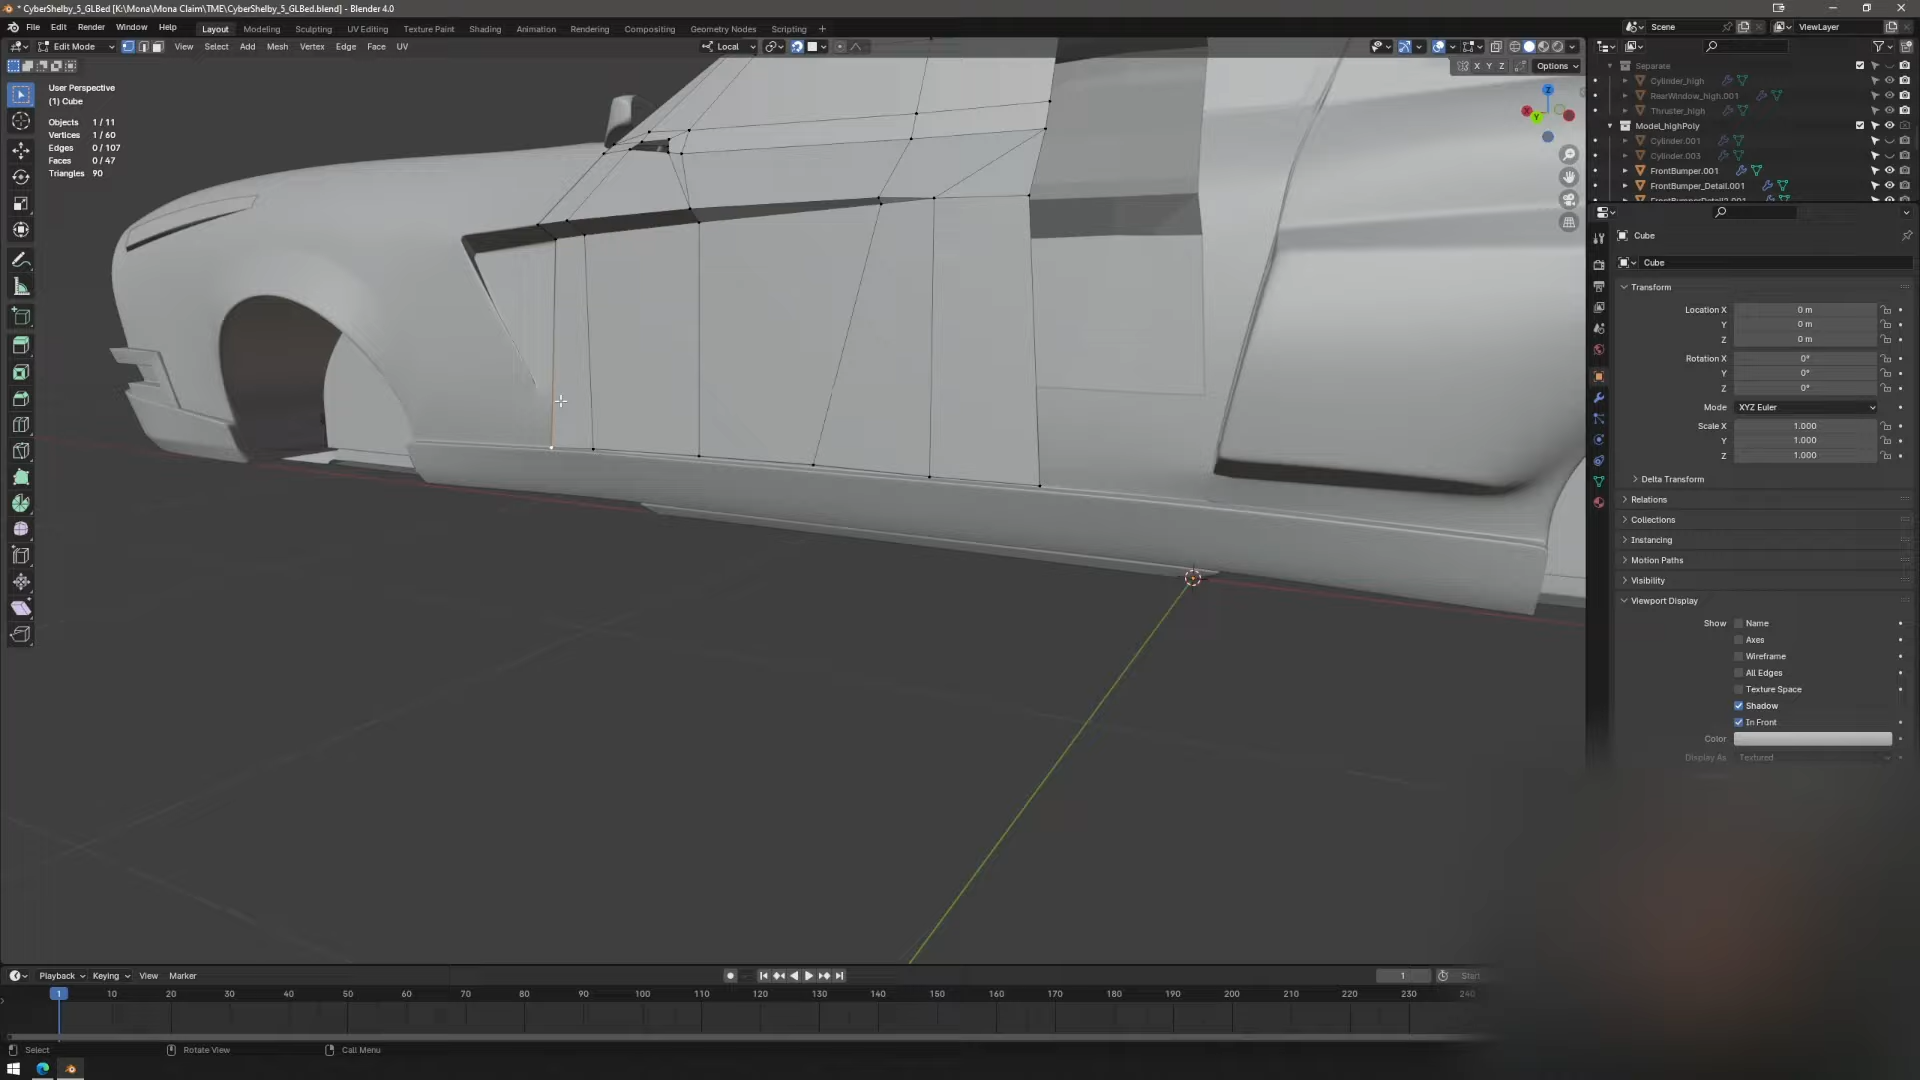 * CyberShelby_5_GLBed [K:\Mona\Mona Claim\TME\CyberShelby_5_GLBed.blend] - Blender 4.0
File Edit Render Window Help Layout Modeling Sculpting UV Editing Texture Paint Shading Animation Rendering Compositing Geometry Nodes Scripting + Scene ViewLayer
Edit Mode View Select Add Mesh Vertex Edge Face UV Local
X Y Z Options
User Perspective
(1) Cube
Objects 1 / 11
Vertices 1 / 60
Edges 0 / 107
Faces 0 / 47
Triangles 90
Z
Y
Separate
Cylinder_high
RearWindow_high.001
Thruster_high
Model_highPoly
Cylinder.001
Cylinder.003
FrontBumper.001
FrontBumper_Detail.001
FrontBumperDetail2.001
Cube
Cube
Transform
Location X 0 m
Y 0 m
Z 0 m
Rotation X 0°
Y 0°
Z 0°
Mode XYZ Euler
Scale X 1.000
Y 1.000
Z 1.000
Delta Transform
Relations
Collections
Instancing
Motion Paths
Visibility
Viewport Display
Show Name
Axes
Wireframe
All Edges
Texture Space
Shadow
In Front
Color
Display As Textured
Playback Keying View Marker 1 Start
1 10 20 30 40 50 60 70 80 90 100 110 120 130 140 150 160 170 180 190 200 210 220 230 240
Select Rotate View Call Menu